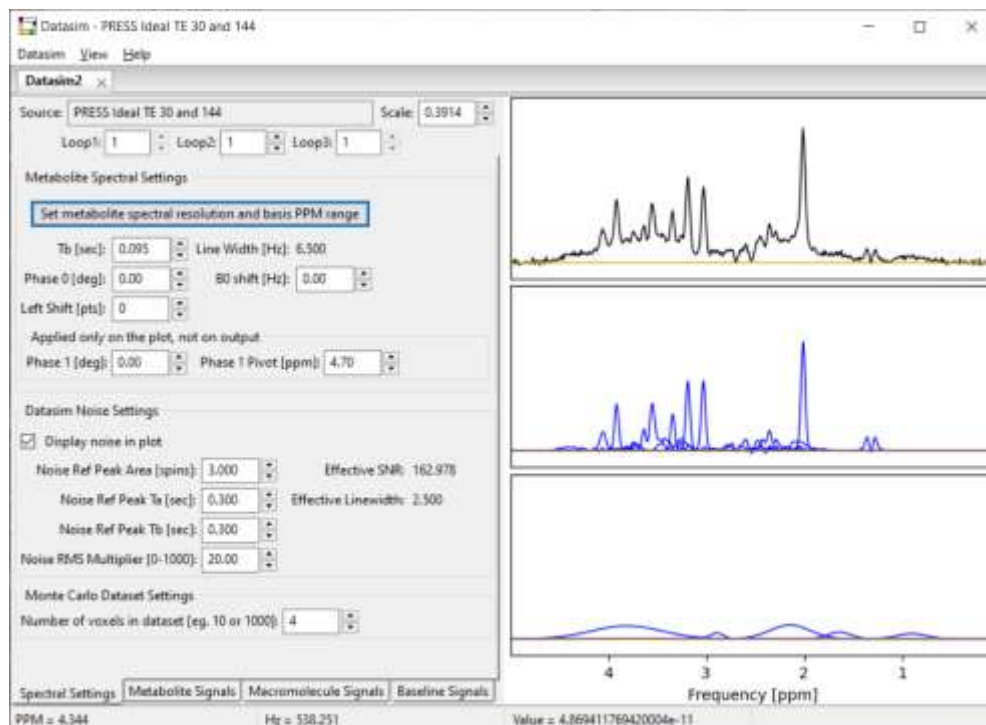 Datasim - PRESS Ideal TE 30 and 144
Datasim View Help
Datasim2 x
Source: PRESS Ideal TE 30 and 144 Scale: 0.3914
Loop1: 1 Loop2: 1 Loop3: 1
Metabolite Spectral Settings
Set metabolite spectral resolution and basis PPM range
Tb [sec]: 0.095 Line Width [Hz]: 6.500
Phase 0 [deg]: 0.00 B0 shift [Hz]: 0.00
Left Shift [pts]: 0
Applied only on the plot, not on output
Phase 1 [deg]: 0.00 Phase 1 Pivot [ppm]: 4.70
Datasim Noise Settings
Display noise in plot
Noise Ref Peak Area [spins]: 3.000 Effective SNR: 162.978
Noise Ref Peak Ta [sec]: 0.300 Effective Linewidth: 2.500
Noise Ref Peak Tb [sec]: 0.300
Noise RMS Multiplier [0-1000]: 20.00
Monte Carlo Dataset Settings
Number of voxels in dataset [eg. 10 or 1000]: 4
4 3 2 1
Frequency [ppm]
Spectral Settings Metabolite Signals Macromolecule Signals Baseline Signals
PPM = 4.344 Hz = 538.251 Value = 4.869411769420004e-11